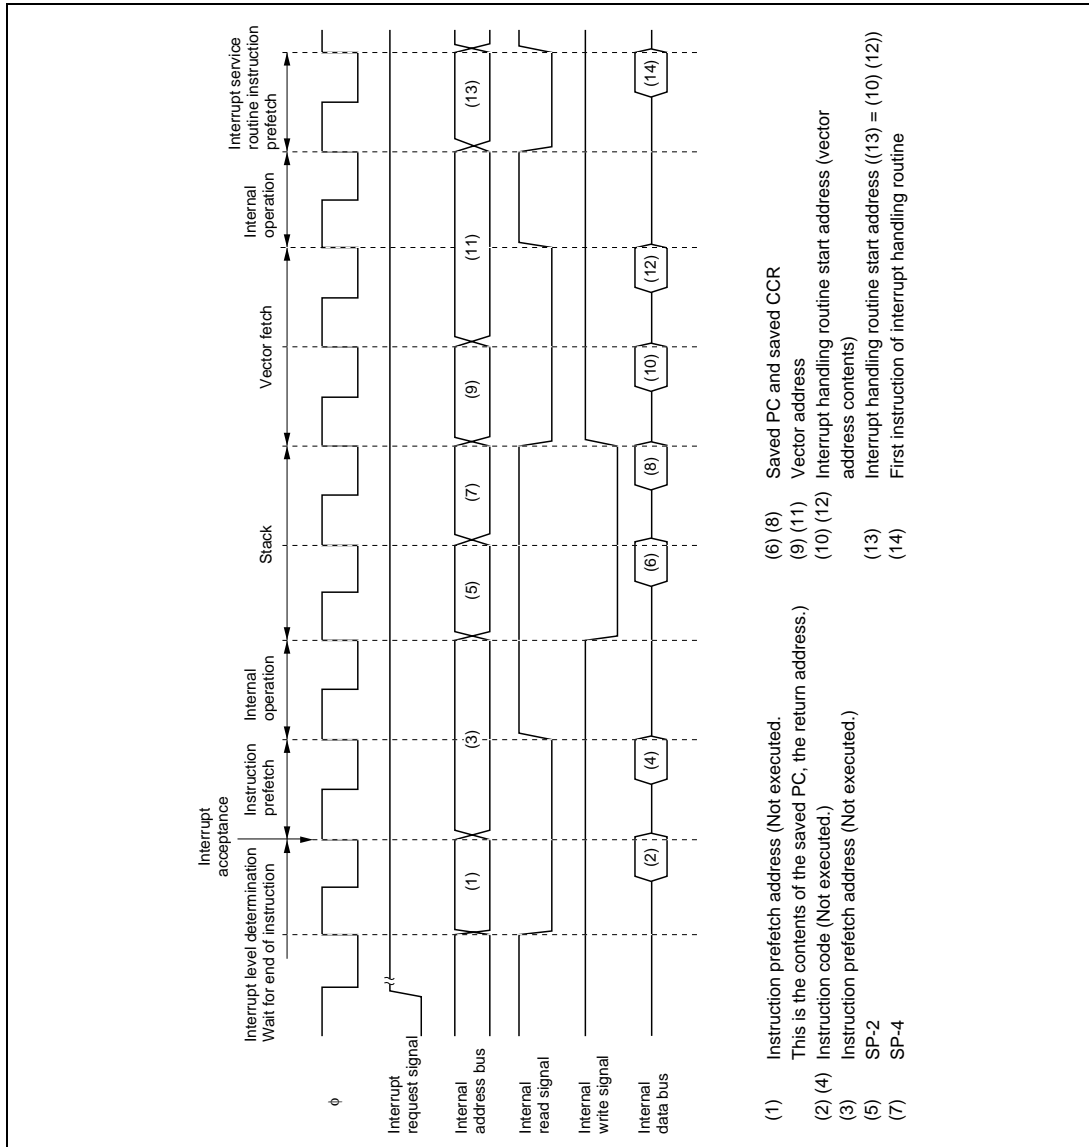 Interrupt level determination
Wait for end of instruction
Interrupt
acceptance
Instruction
prefetch
Internal
operation
Stack
Vector fetch
Internal
operation
Interrupt service
routine instruction
prefetch
φ
Interrupt
request signal
Internal
address bus
(1)
(3)
(5)
(7)
(9)
(11)
(13)
Internal
read signal
Internal
write signal
Internal
data bus
(2)
(4)
(6)
(8)
(10)
(12)
(14)
(1) Instruction prefetch address (Not executed.
This is the contents of the saved PC, the return address.)
(2) (4) Instruction code (Not executed.)
(3) Instruction prefetch address (Not executed.)
(5) SP-2
(7) SP-4
(6) (8) Saved PC and saved CCR
(9) (11) Vector address
(10) (12) Interrupt handling routine start address (vector
address contents)
(13) Interrupt handling routine start address ((13) = (10) (12))
(14) First instruction of interrupt handling routine